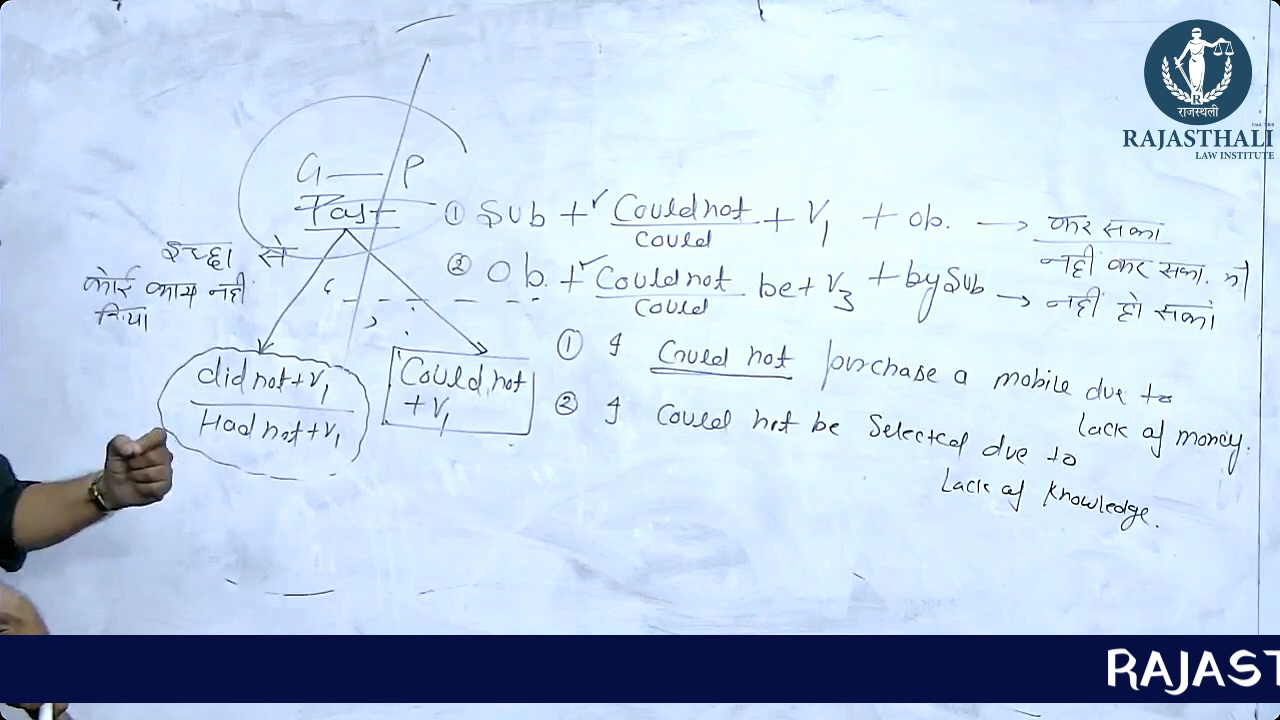 G — P
Past
इच्छा से
कोई काय नहीं
किया
did not + V1
Had not + V1
Could not
+ V1
① Sub + Could not / could + V1 + ob. → कर सका / नहीं कर सका.
② Ob. + Could not / could be + V3 + by Sub → नहीं हो सका
① I Could not purchase a mobile due to
lack of money.
② I Could not be Selected due to
Lack of Knowledge.
राजस्थली
RAJASTHALI
LAW INSTITUTE
RAJAST